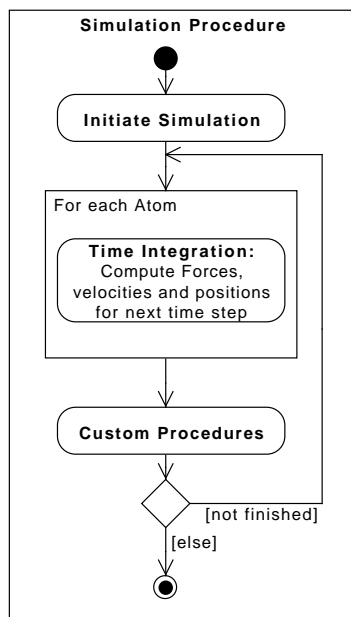 Simulation Procedure
Initiate Simulation
For each Atom
Time Integration:
Compute Forces,
velocities and positions
for next time step
Custom Procedures
[not finished]
[else]